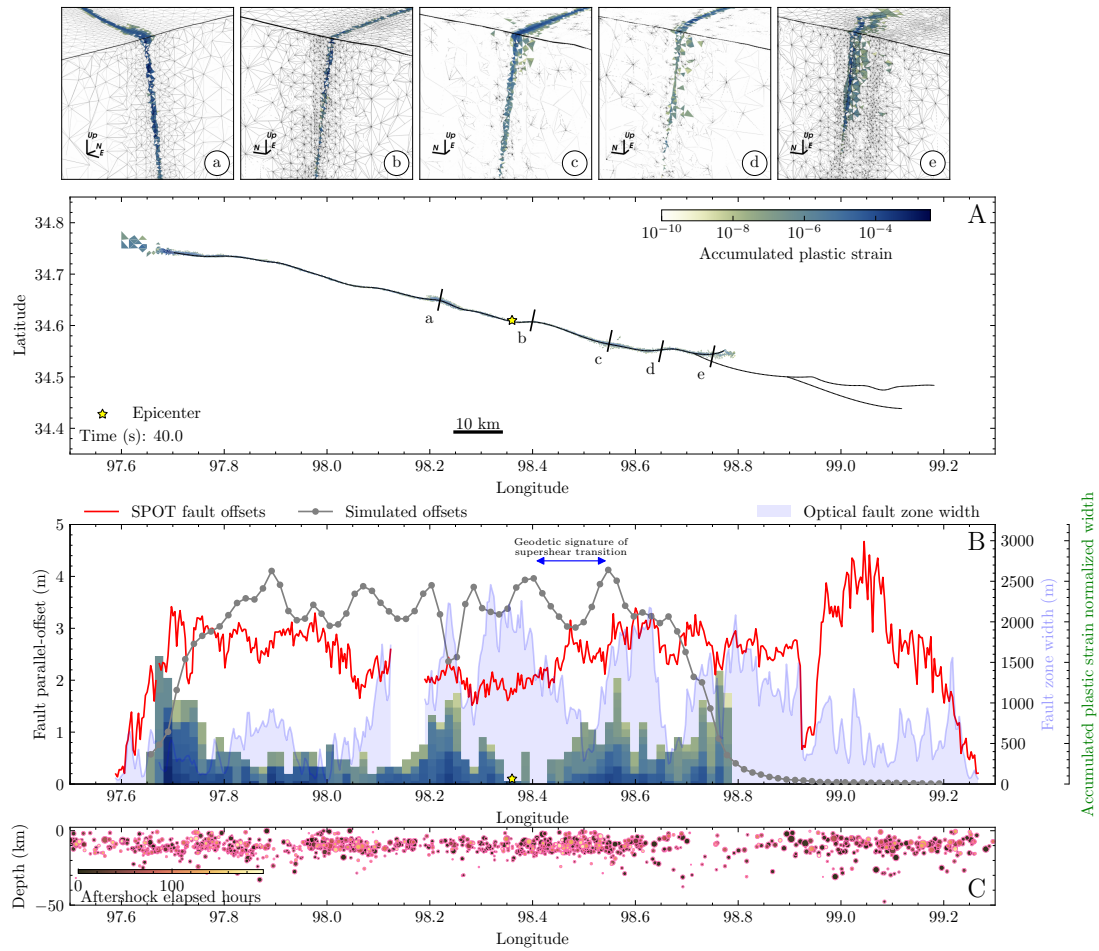 Up
N
E
a
Up
N
E
b
Up
N
E
c
Up
N
E
d
Up
N
E
e
A
34.8
34.7
34.6
34.5
34.4
Latitude
10⁻¹⁰ 10⁻⁸ 10⁻⁶ 10⁻⁴
Accumulated plastic strain
a
b
c
d
e
Epicenter
Time (s): 40.0
10 km
97.6 97.8 98.0 98.2 98.4 98.6 98.8 99.0 99.2
Longitude
SPOT fault offsets Simulated offsets Optical fault zone width
B
Geodetic signature of
supershear transition
5
4
3
2
1
0
Fault parallel-offset (m)
3000
2500
2000
1500
1000
500
0
Fault zone width (m)
Accumulated plastic strain normalized width
97.6 97.8 98.0 98.2 98.4 98.6 98.8 99.0 99.2
Longitude
0
−50
Depth (km)
0 100
Aftershock elapsed hours
C
97.6 97.8 98.0 98.2 98.4 98.6 98.8 99.0 99.2
Longitude